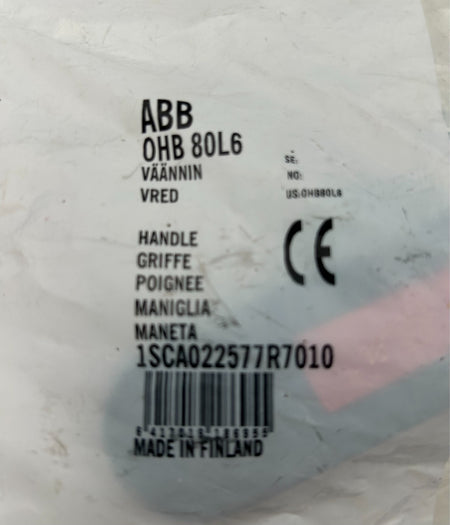 ABB
OHB 80L6
VÄÄNNIN
VRED
SE:
NO:
US:OHB80L6
HANDLE
GRIFFE
POIGNEE
MANIGLIA
MANETA
CE
1SCA022577R7010
MADE IN FINLAND